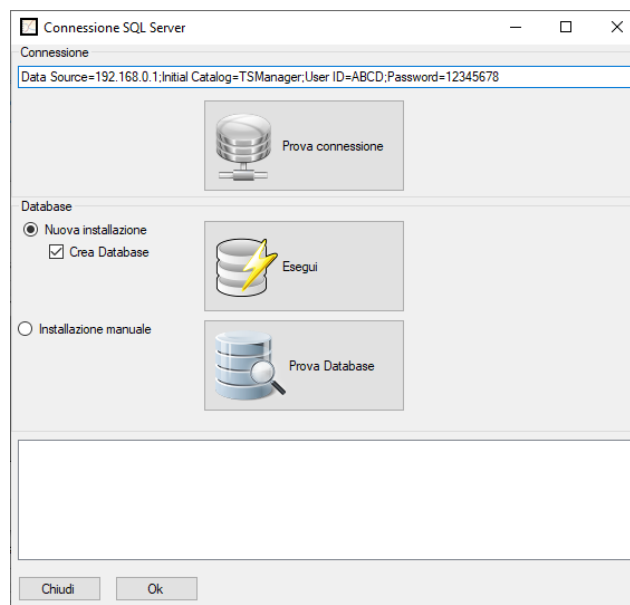 Connessione SQL Server
Connessione
Data Source=192.168.0.1;Initial Catalog=TSManager;User ID=ABCD;Password=12345678
Prova connessione
Database
Nuova installazione
Crea Database
Esegui
Installazione manuale
Prova Database
Chiudi
Ok